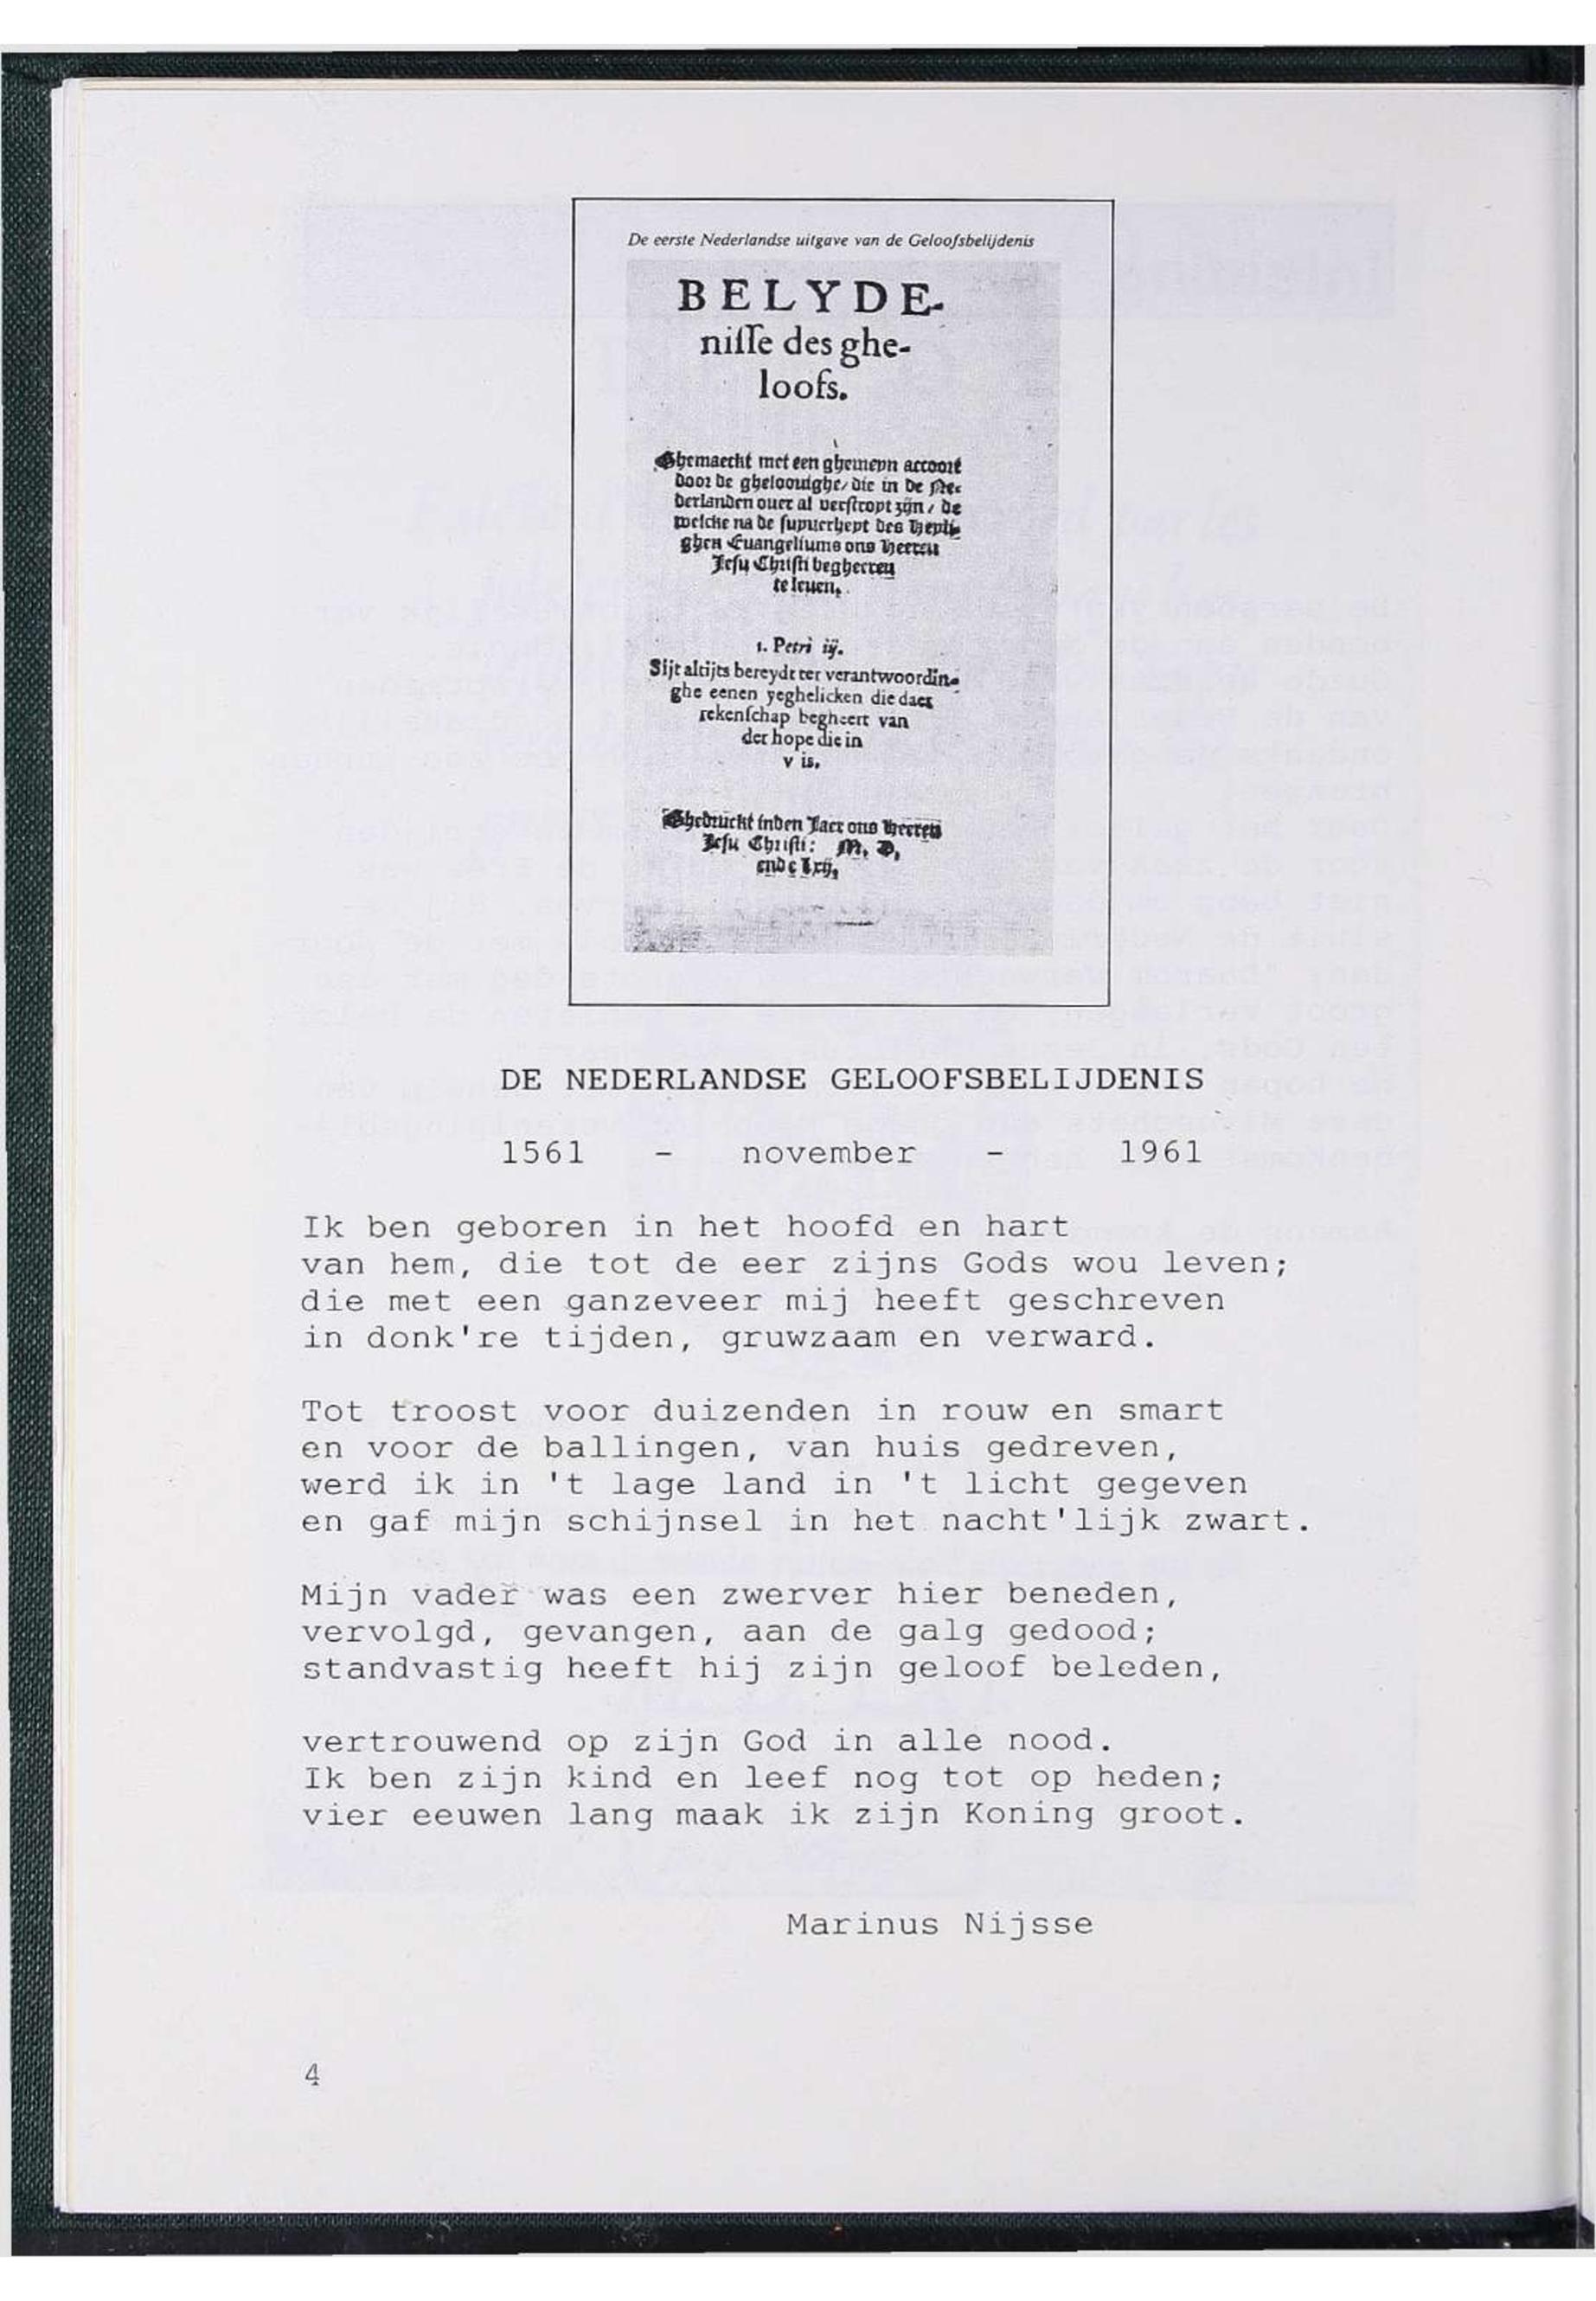 De eerste Nederlandse uitgave van de Geloofsbelijdenis
BELYDE-
nisse des ghe-
loofs.
Ghemaeckt met een ghemeyn accoort
door de gheloouighe, die in de Ne-
derlanden ouer al verstroyt zijn, de
welcke na de suyuerheyt des Heyli-
ghen Euangeliums ons Heeren
Jesu Christi begheeren
te leuen.
1. Petri iij.
Sijt altijts bereydt ter verantwoordin-
ghe eenen yeghelicken die daer
rekenschap begheert van
der hope die in
v is.
Ghedruckt inden Jaer ons Heeren
Jesu Christi: M. D.
ende lxij.
DE NEDERLANDSE GELOOFSBELIJDENIS
1561 - november - 1961
Ik ben geboren in het hoofd en hart
van hem, die tot de eer zijns Gods wou leven;
die met een ganzeveer mij heeft geschreven
in donk're tijden, gruwzaam en verward.
Tot troost voor duizenden in rouw en smart
en voor de ballingen, van huis gedreven,
werd ik in 't lage land in 't licht gegeven
en gaf mijn schijnsel in het nacht'lijk zwart.
Mijn vader was een zwerver hier beneden,
vervolgd, gevangen, aan de galg gedood;
standvastig heeft hij zijn geloof beleden,
vertrouwend op zijn God in alle nood.
Ik ben zijn kind en leef nog tot op heden;
vier eeuwen lang maak ik zijn Koning groot.
Marinus Nijsse
4